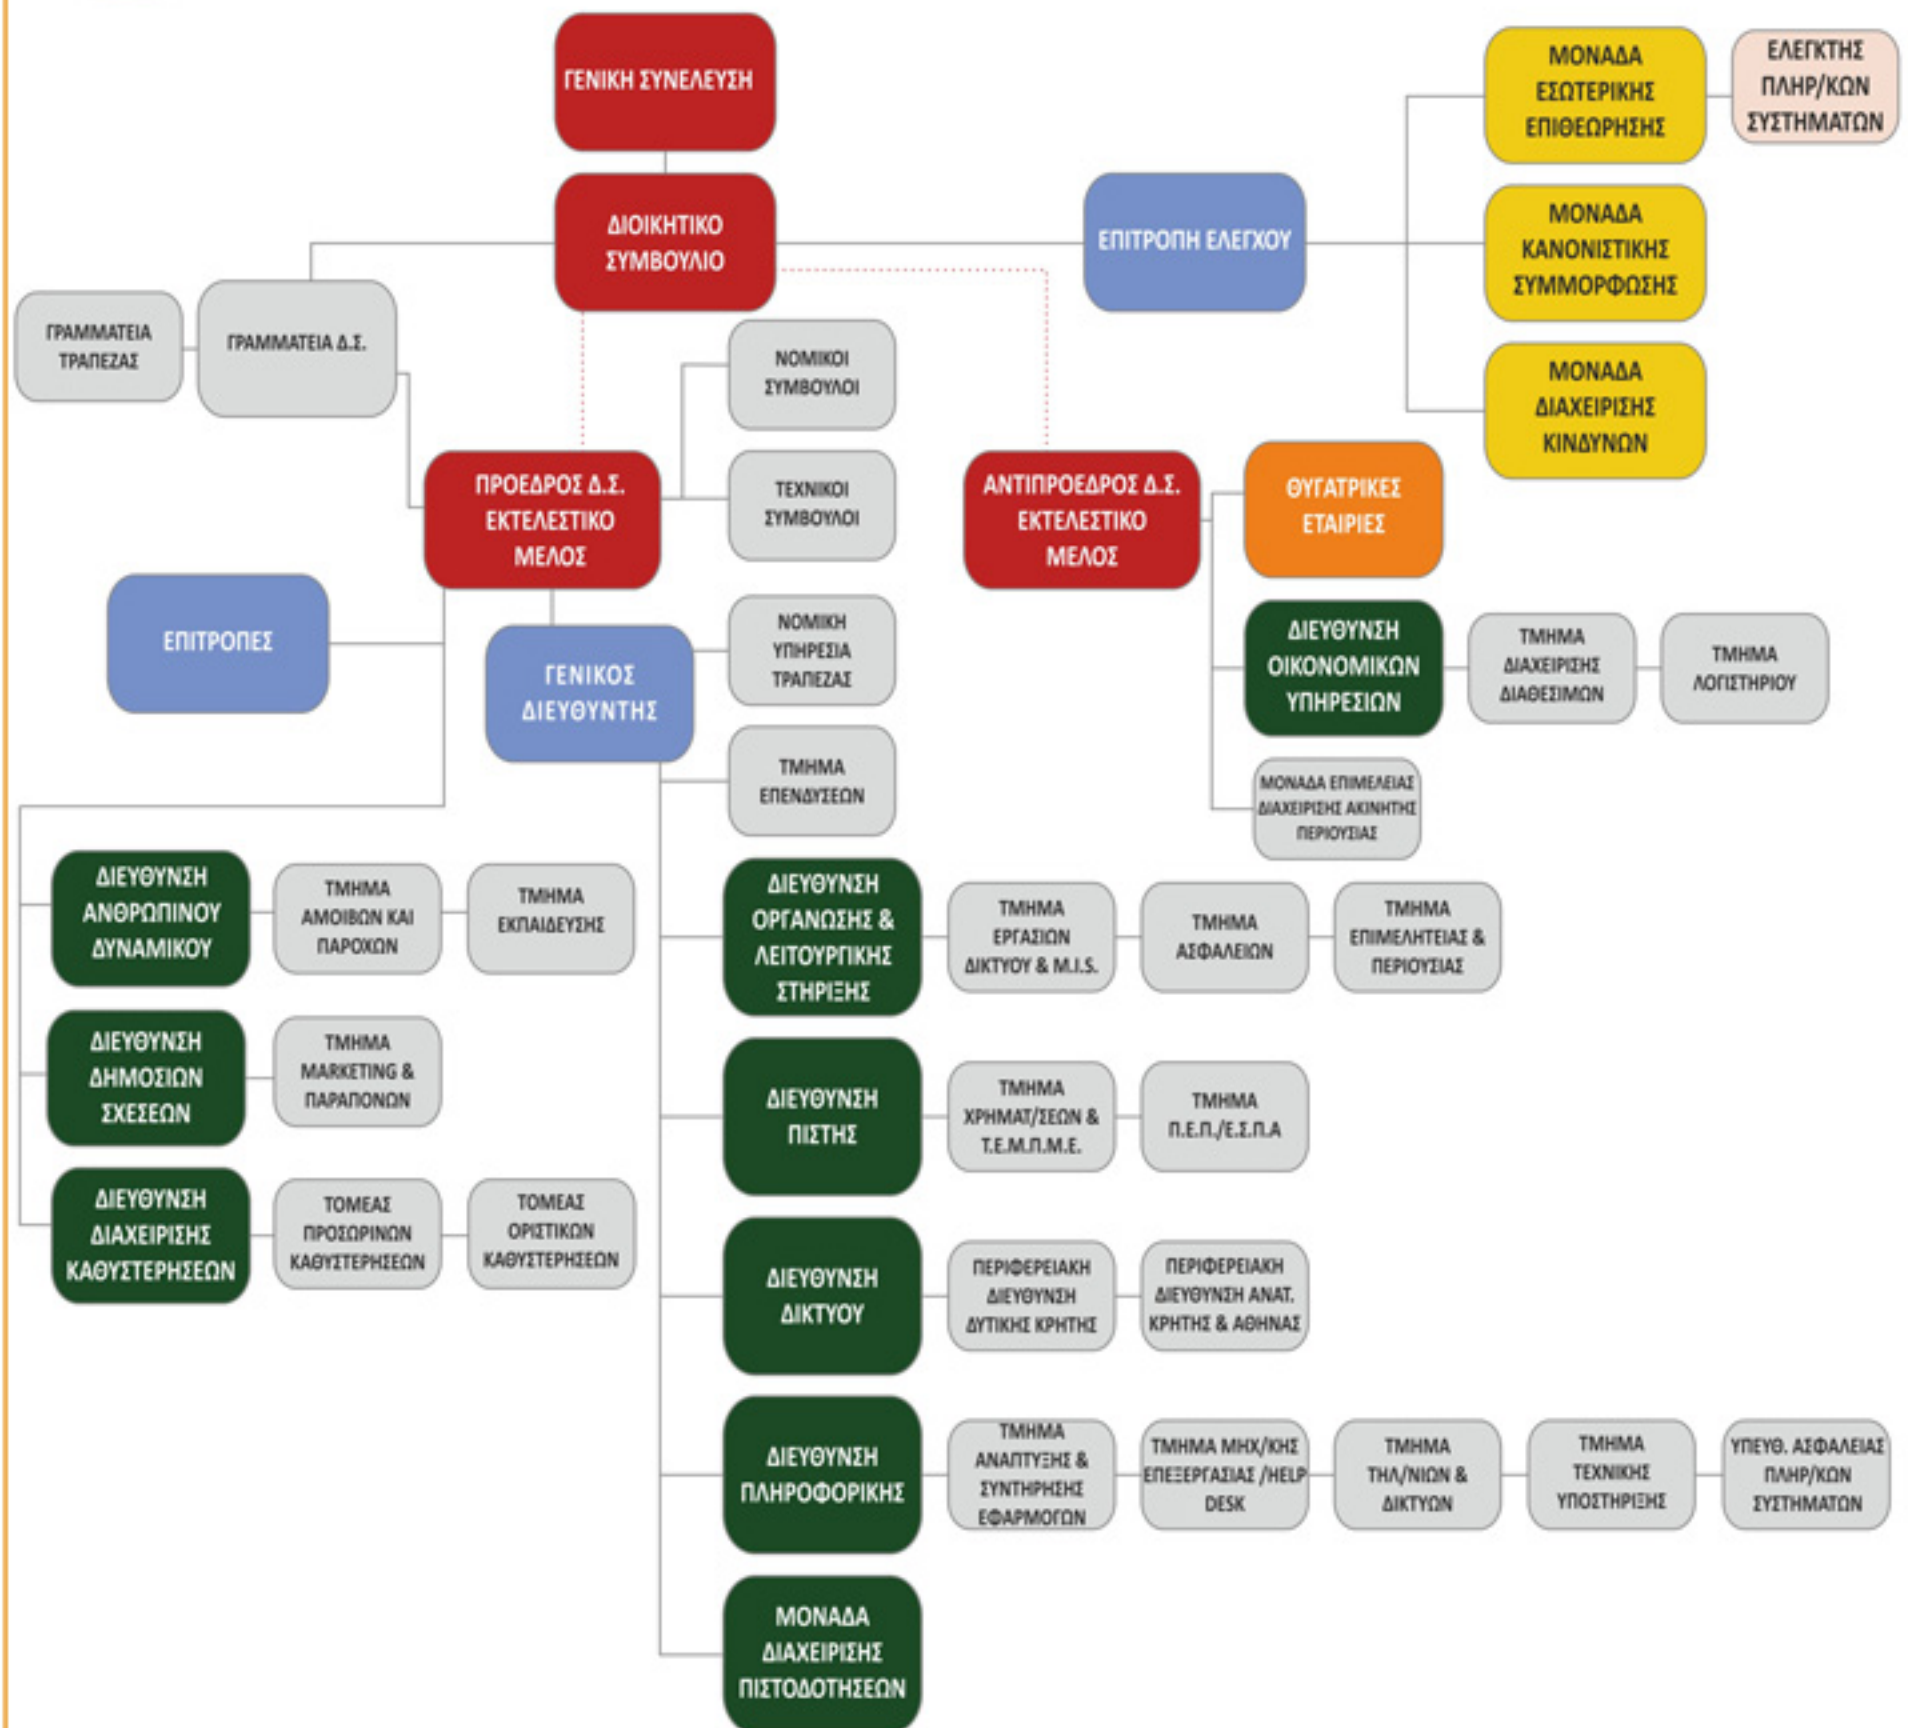 ΓΕΝΙΚΗ ΣΥΝΕΛΕΥΣΗ
ΔΙΟΙΚΗΤΙΚΟ
ΣΥΜΒΟΥΛΙΟ
ΕΠΙΤΡΟΠΗ ΕΛΕΓΧΟΥ
ΜΟΝΑΔΑ
ΕΣΩΤΕΡΙΚΗΣ
ΕΠΙΘΕΩΡΗΣΗΣ
ΕΛΕΓΚΤΗΣ
ΠΛΗΡ/ΚΩΝ
ΣΥΣΤΗΜΑΤΩΝ
ΜΟΝΑΔΑ
ΚΑΝΟΝΙΣΤΙΚΗΣ
ΣΥΜΜΟΡΦΩΣΗΣ
ΜΟΝΑΔΑ
ΔΙΑΧΕΙΡΙΣΗΣ
ΚΙΝΔΥΝΩΝ
ΓΡΑΜΜΑΤΕΙΑ
ΤΡΑΠΕΖΑΣ
ΓΡΑΜΜΑΤΕΙΑ Δ.Σ.
ΝΟΜΙΚΟΙ
ΣΥΜΒΟΥΛΟΙ
ΤΕΧΝΙΚΟΙ
ΣΥΜΒΟΥΛΟΙ
ΠΡΟΕΔΡΟΣ Δ.Σ.
ΕΚΤΕΛΕΣΤΙΚΟ
ΜΕΛΟΣ
ΑΝΤΙΠΡΟΕΔΡΟΣ Δ.Σ.
ΕΚΤΕΛΕΣΤΙΚΟ
ΜΕΛΟΣ
ΘΥΓΑΤΡΙΚΕΣ
ΕΤΑΙΡΙΕΣ
ΕΠΙΤΡΟΠΕΣ
ΓΕΝΙΚΟΣ
ΔΙΕΥΘΥΝΤΗΣ
ΝΟΜΙΚΗ
ΥΠΗΡΕΣΙΑ
ΤΡΑΠΕΖΑΣ
ΤΜΗΜΑ
ΕΠΕΝΔΥΣΕΩΝ
ΔΙΕΥΘΥΝΣΗ
ΟΙΚΟΝΟΜΙΚΩΝ
ΥΠΗΡΕΣΙΩΝ
ΤΜΗΜΑ
ΔΙΑΧΕΙΡΙΣΗΣ
ΔΙΑΘΕΣΙΜΩΝ
ΤΜΗΜΑ
ΛΟΓΙΣΤΗΡΙΟΥ
ΜΟΝΑΔΑ ΕΠΙΜΕΛΕΙΑΣ
ΔΙΑΧΕΙΡΙΣΗΣ ΑΚΙΝΗΤΗΣ
ΠΕΡΙΟΥΣΙΑΣ
ΔΙΕΥΘΥΝΣΗ
ΑΝΘΡΩΠΙΝΟΥ
ΔΥΝΑΜΙΚΟΥ
ΤΜΗΜΑ
ΑΜΟΙΒΩΝ ΚΑΙ
ΠΑΡΟΧΩΝ
ΤΜΗΜΑ
ΕΚΠΑΙΔΕΥΣΗΣ
ΔΙΕΥΘΥΝΣΗ
ΔΗΜΟΣΙΩΝ
ΣΧΕΣΕΩΝ
ΤΜΗΜΑ
MARKETING &
ΠΑΡΑΠΟΝΩΝ
ΔΙΕΥΘΥΝΣΗ
ΔΙΑΧΕΙΡΙΣΗΣ
ΚΑΘΥΣΤΕΡΗΣΕΩΝ
ΤΟΜΕΑΣ
ΠΡΟΣΩΡΙΝΩΝ
ΚΑΘΥΣΤΕΡΗΣΕΩΝ
ΤΟΜΕΑΣ
ΟΡΙΣΤΙΚΩΝ
ΚΑΘΥΣΤΕΡΗΣΕΩΝ
ΔΙΕΥΘΥΝΣΗ
ΟΡΓΑΝΩΣΗΣ &
ΛΕΙΤΟΥΡΓΙΚΗΣ
ΣΤΗΡΙΞΗΣ
ΤΜΗΜΑ
ΕΡΓΑΣΙΩΝ
ΔΙΚΤΥΟΥ & M.I.S.
ΤΜΗΜΑ
ΑΣΦΑΛΕΙΩΝ
ΤΜΗΜΑ
ΕΠΙΜΕΛΗΤΕΙΑΣ &
ΠΕΡΙΟΥΣΙΑΣ
ΔΙΕΥΘΥΝΣΗ
ΠΙΣΤΗΣ
ΤΜΗΜΑ
ΧΡΗΜΑΤ/ΣΕΩΝ &
Τ.Ε.Μ.Π.Μ.Ε.
ΤΜΗΜΑ
Π.Ε.Π./Ε.Σ.Π.Α
ΔΙΕΥΘΥΝΣΗ
ΔΙΚΤΥΟΥ
ΠΕΡΙΦΕΡΕΙΑΚΗ
ΔΙΕΥΘΥΝΣΗ
ΔΥΤΙΚΗΣ ΚΡΗΤΗΣ
ΠΕΡΙΦΕΡΕΙΑΚΗ
ΔΙΕΥΘΥΝΣΗ ΑΝΑΤ.
ΚΡΗΤΗΣ & ΑΘΗΝΑΣ
ΔΙΕΥΘΥΝΣΗ
ΠΛΗΡΟΦΟΡΙΚΗΣ
ΤΜΗΜΑ
ΑΝΑΠΤΥΞΗΣ &
ΣΥΝΤΗΡΗΣΗΣ
ΕΦΑΡΜΟΓΩΝ
ΤΜΗΜΑ ΜΗΧ/ΚΗΣ
ΕΠΕΞΕΡΓΑΣΙΑΣ /HELP
DESK
ΤΜΗΜΑ
ΤΗΛ/ΝΙΩΝ &
ΔΙΚΤΥΩΝ
ΤΜΗΜΑ
ΤΕΧΝΙΚΗΣ
ΥΠΟΣΤΗΡΙΞΗΣ
ΥΠΕΥΘ. ΑΣΦΑΛΕΙΑΣ
ΠΛΗΡ/ΚΩΝ
ΣΥΣΤΗΜΑΤΩΝ
ΜΟΝΑΔΑ
ΔΙΑΧΕΙΡΙΣΗΣ
ΠΙΣΤΟΔΟΤΗΣΕΩΝ